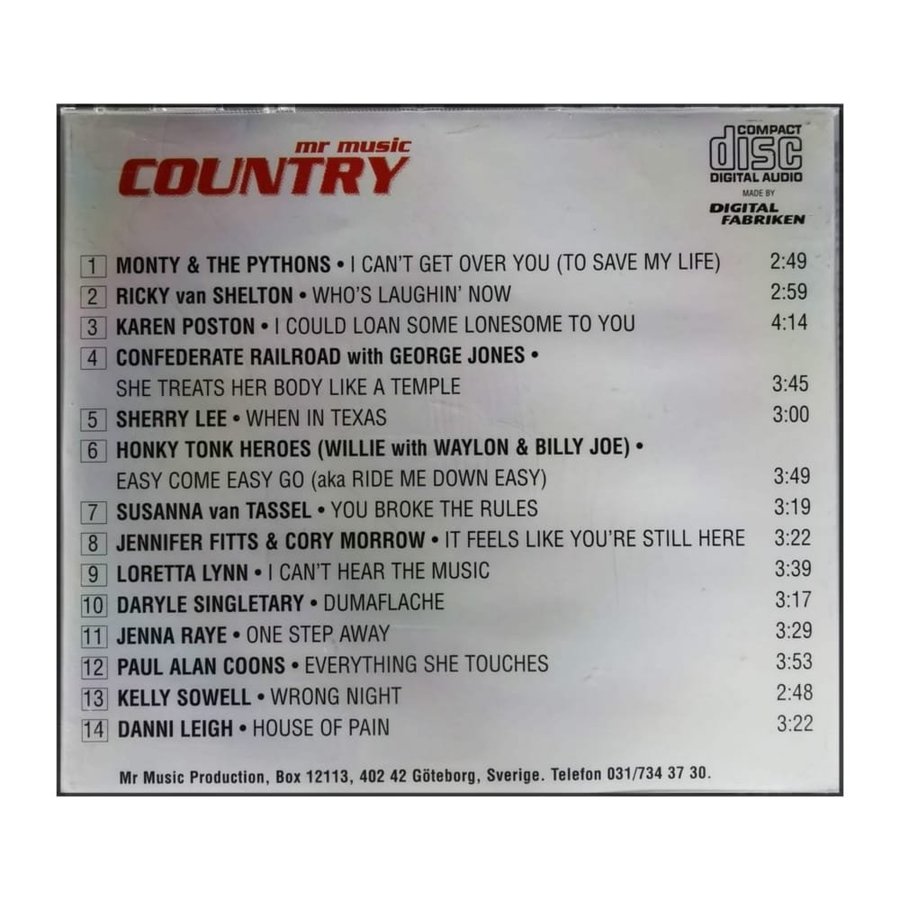 mr music
COUNTRY
COMPACT
disc
DIGITAL AUDIO
MADE BY
DIGITAL
FABRIKEN
1 MONTY & THE PYTHONS • I CAN'T GET OVER YOU (TO SAVE MY LIFE) 2:49
2 RICKY van SHELTON • WHO'S LAUGHIN' NOW 2:59
3 KAREN POSTON • I COULD LOAN SOME LONESOME TO YOU 4:14
4 CONFEDERATE RAILROAD with GEORGE JONES •
SHE TREATS HER BODY LIKE A TEMPLE 3:45
5 SHERRY LEE • WHEN IN TEXAS 3:00
6 HONKY TONK HEROES (WILLIE with WAYLON & BILLY JOE) •
EASY COME EASY GO (aka RIDE ME DOWN EASY) 3:49
7 SUSANNA van TASSEL • YOU BROKE THE RULES 3:19
8 JENNIFER FITTS & CORY MORROW • IT FEELS LIKE YOU'RE STILL HERE 3:22
9 LORETTA LYNN • I CAN'T HEAR THE MUSIC 3:39
10 DARYLE SINGLETARY • DUMAFLACHE 3:17
11 JENNA RAYE • ONE STEP AWAY 3:29
12 PAUL ALAN COONS • EVERYTHING SHE TOUCHES 3:53
13 KELLY SOWELL • WRONG NIGHT 2:48
14 DANNI LEIGH • HOUSE OF PAIN 3:22
Mr Music Production, Box 12113, 402 42 Göteborg, Sverige. Telefon 031/734 37 30.